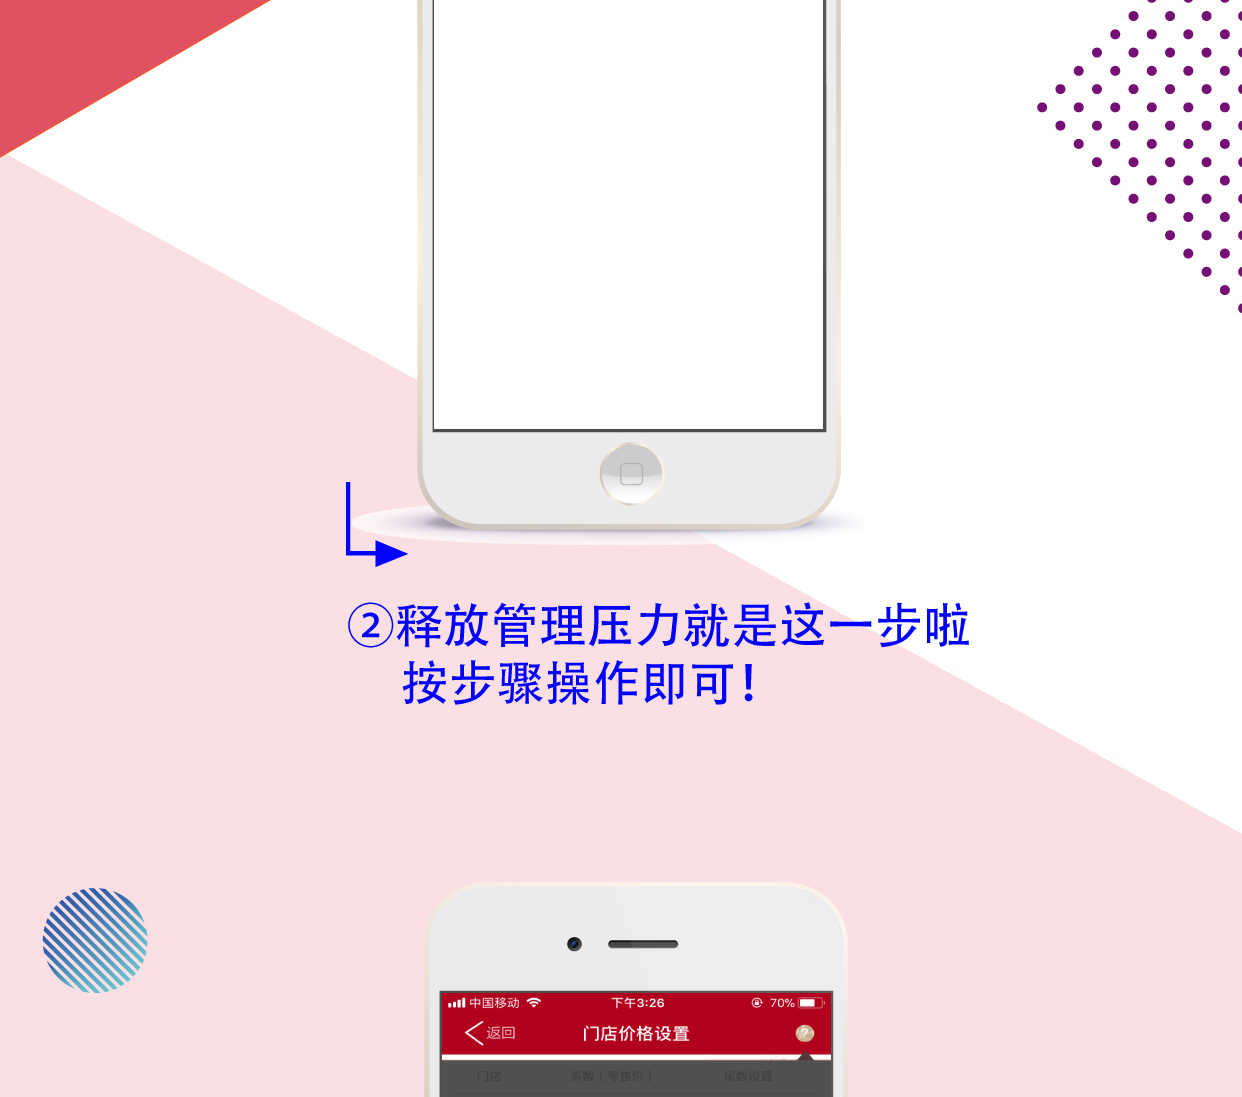 ②释放管理压力就是这一步啦
按步骤操作即可！
中国移动 下午3:26 70%
返回 门店价格设置 ?
门店 系数（零售价） 尾数设置